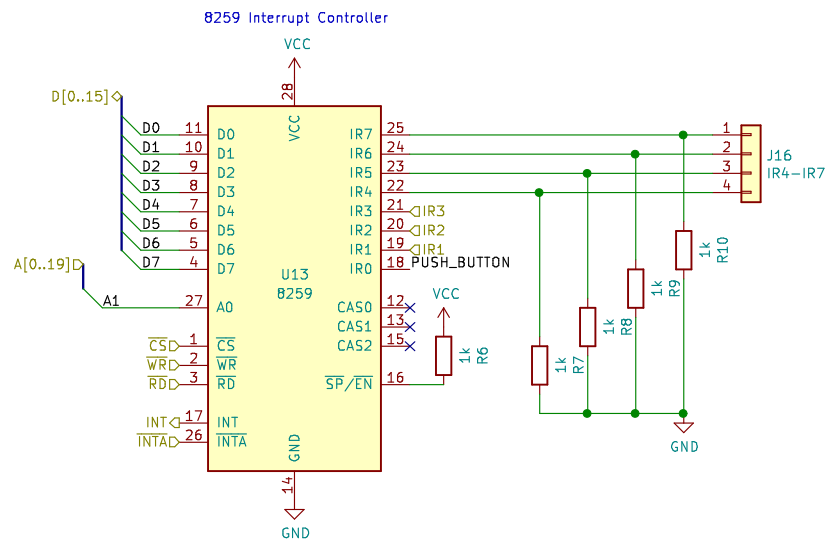 8259 Interrupt Controller
VCC
28
VCC
D[0..15]
D0 11 D0 IR7 25 1
D1 10 D1 IR6 24 2
D2 9 D2 IR5 23 3
D3 8 D3 IR4 22 4
J16
IR4-IR7
D4 7 D4 IR3 21 IR3
D5 6 D5 IR2 20 IR2
D6 5 D6 IR1 19 IR1
D7 4 D7 IR0 18 PUSH_BUTTON
1k R10
A[0..19]
U13
8259
1k R9
VCC
A1 27 A0 CAS0 12
CAS1 13
1k R8
CS 1 CS CAS2 15
1k R6
WR 2 WR
1k R7
RD 3 RD SP/EN 16
INT 17 INT
INTA 26 INTA
GND
GND
14
GND